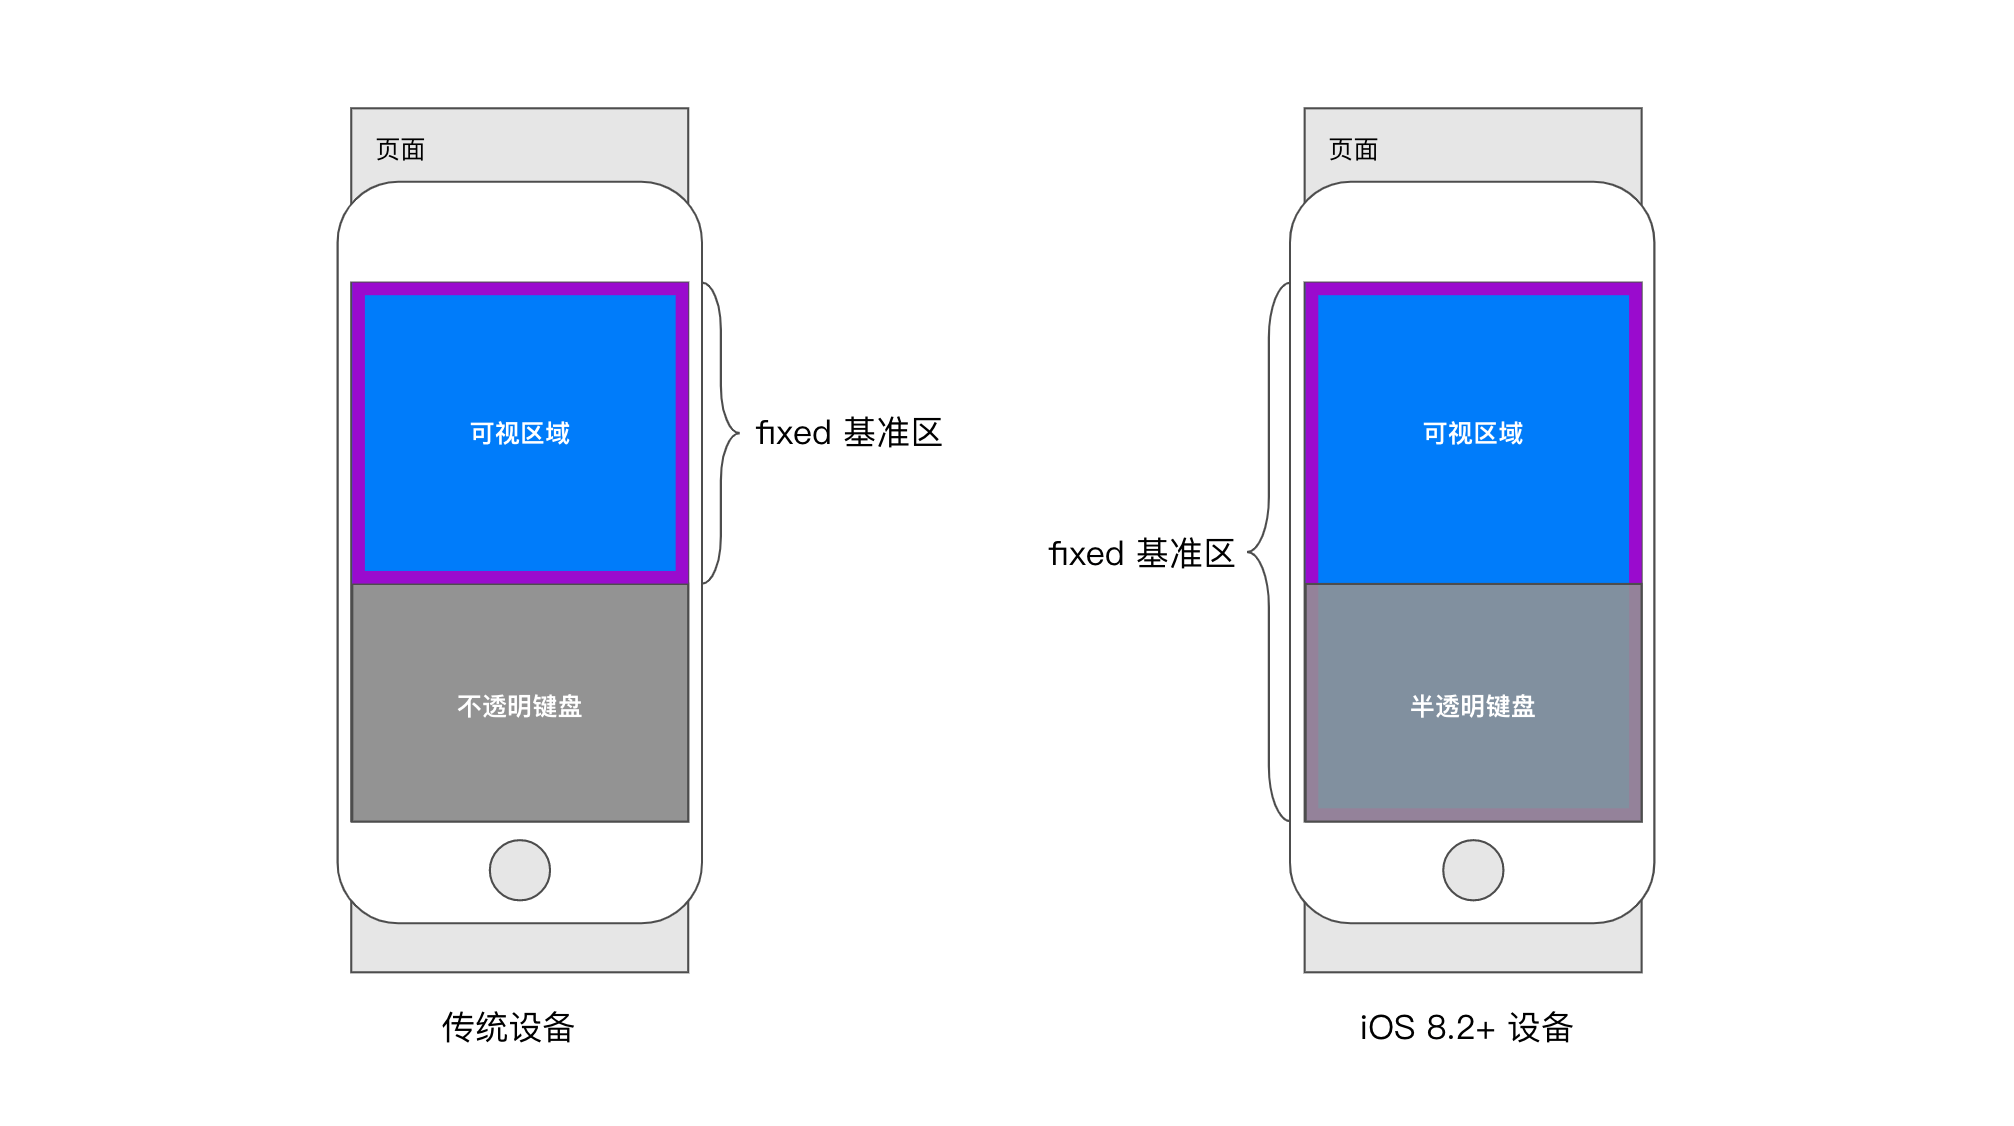 页面
可视区域
fixed 基准区
不透明键盘
传统设备
页面
可视区域
fixed 基准区
半透明键盘
iOS 8.2+ 设备